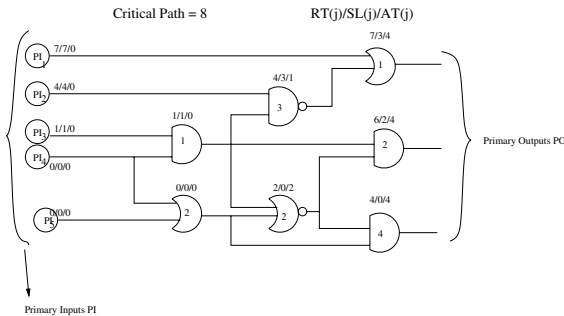 Critical Path = 8
RT(j)/SL(j)/AT(j)
7/3/4
PI 1
7/7/0
1
PI 2
4/4/0
4/3/1
3
PI 3
1/1/0
1/1/0
1
6/2/4
2
PI 4
0/0/0
Primary Outputs PO
0/0/0
2
2/0/2
2
4/0/4
4
PI 5
0/0/0
Primary Inputs PI